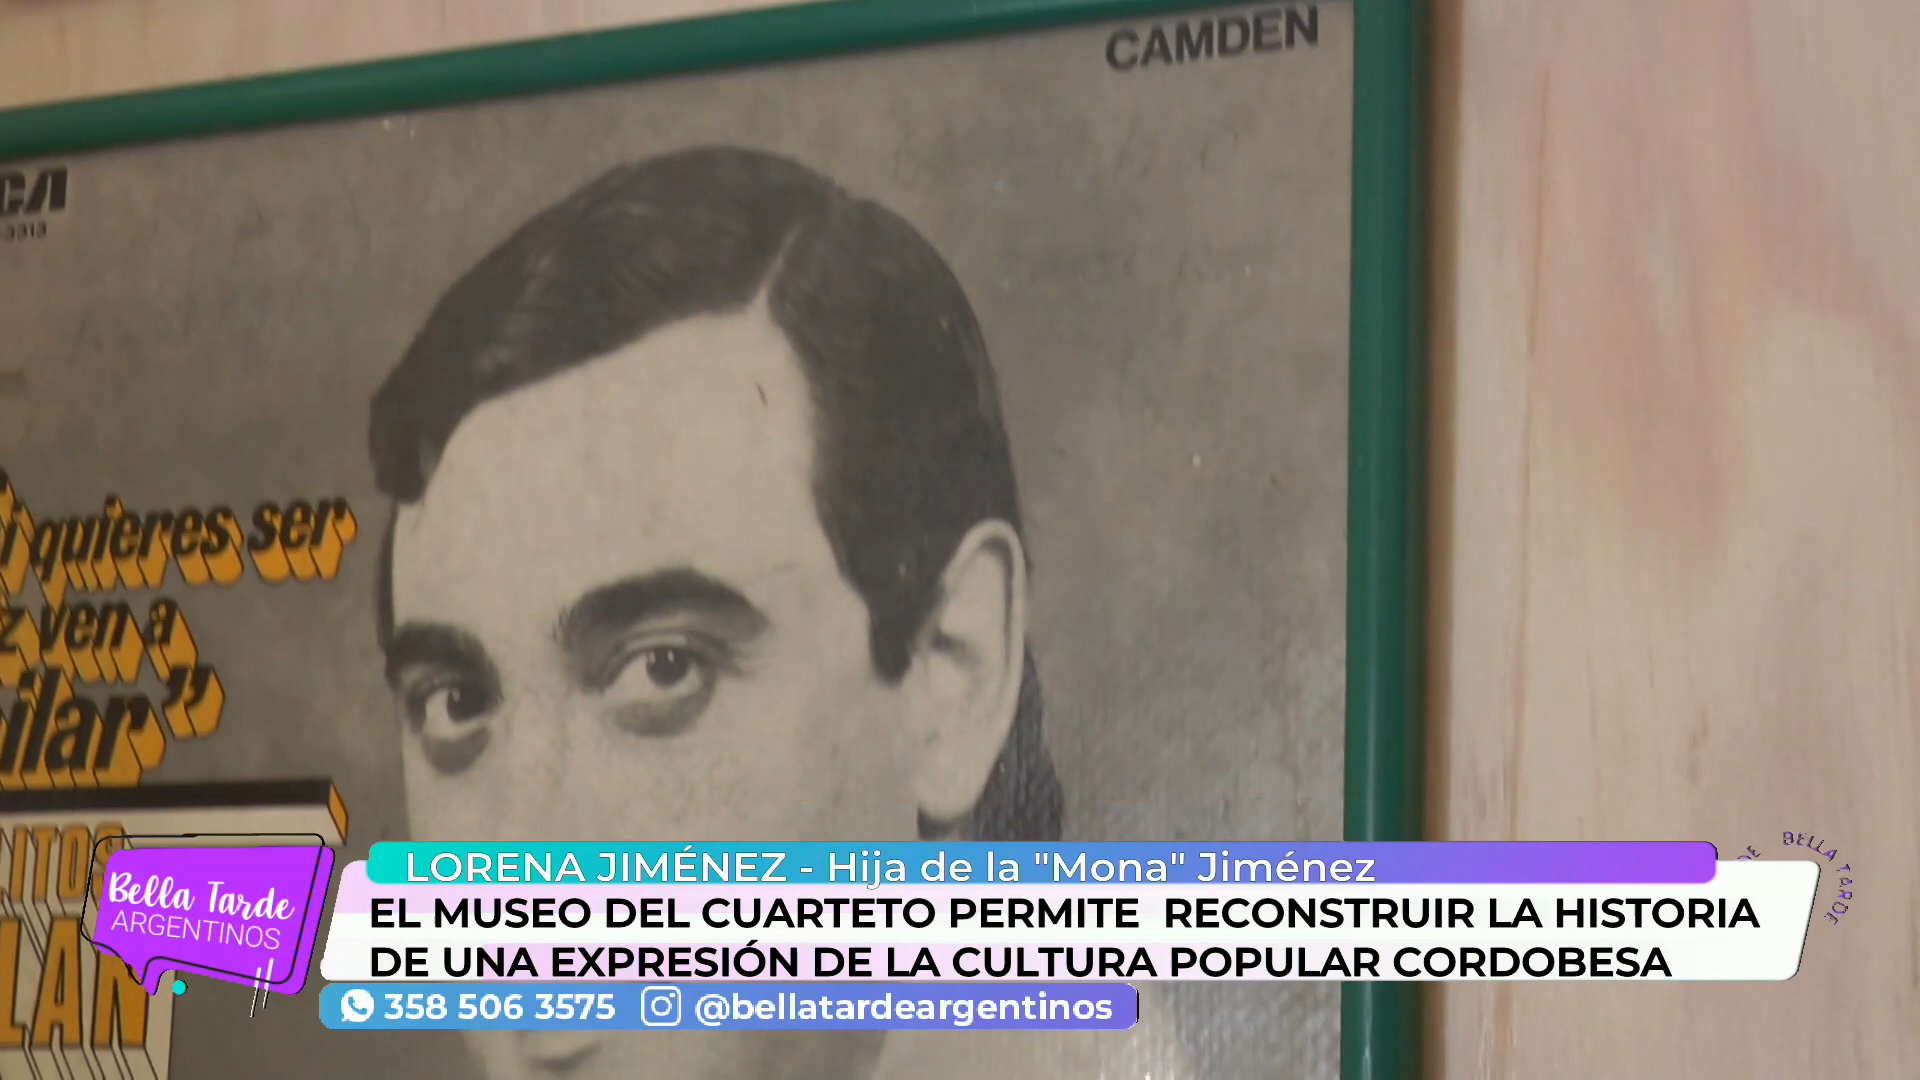 CAMDEN
3313
quieres ser
ven a
LORENA JIMÉNEZ - Hija de la "Mona" Jiménez
EL MUSEO DEL CUARTETO PERMITE RECONSTRUIR LA HISTORIA
DE UNA EXPRESIÓN DE LA CULTURA POPULAR CORDOBESA
Bella Tarde
ARGENTINOS
358 506 3575 @bellatardeargentinos
BELLA TARDE